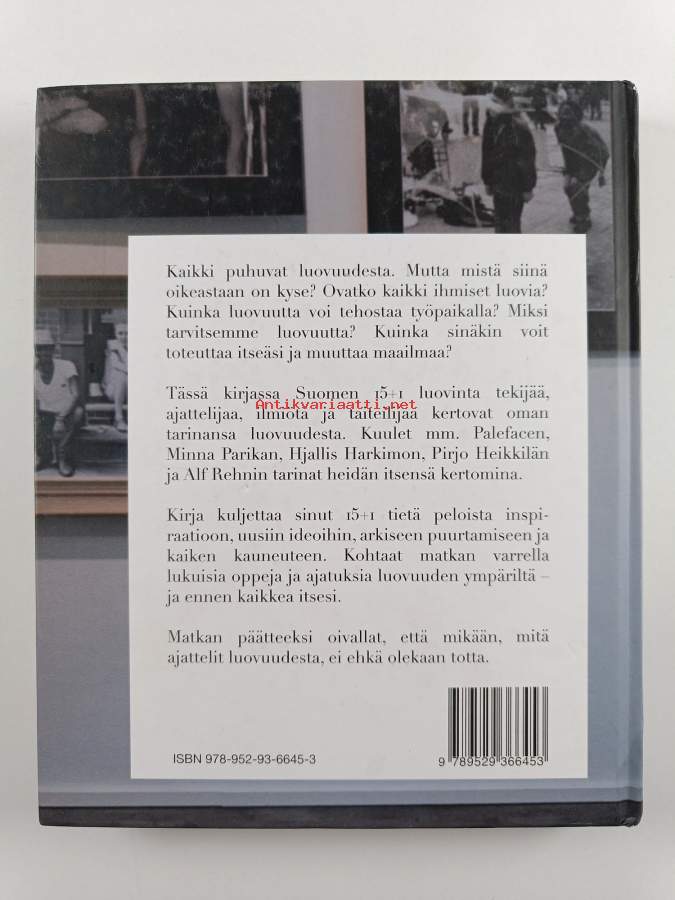 Kaikki puhuvat luovuudesta. Mutta mistä siinä
oikeastaan on kyse? Ovatko kaikki ihmiset luovia?
Kuinka luovuutta voi tehostaa työpaikalla? Miksi
tarvitsemme luovuutta? Kuinka sinäkin voit
toteuttaa itseäsi ja muuttaa maailmaa?
Tässä kirjassa Suomen 15+1 luovinta tekijää,
Antikvariaatti.net
ajattelijaa, ilmiötä ja taiteilijaa kertovat oman
tarinansa luovuudesta. Kuulet mm. Palefacen,
Minna Parikan, Hjallis Harkimon, Pirjo Heikkilän
ja Alf Rehnin tarinat heidän itsensä kertomina.
Kirja kuljettaa sinut 15+1 tietä peloista inspi-
raatioon, uusiin ideoihin, arkiseen puurtamiseen ja
kaiken kauneuteen. Kohtaat matkan varrella
lukuisia oppeja ja ajatuksia luovuuden ympäriltä –
ja ennen kaikkea itsesi.
Matkan päätteeksi oivallat, että mikään, mitä
ajattelit luovuudesta, ei ehkä olekaan totta.
ISBN 978-952-93-6645-3
9 789529 366453